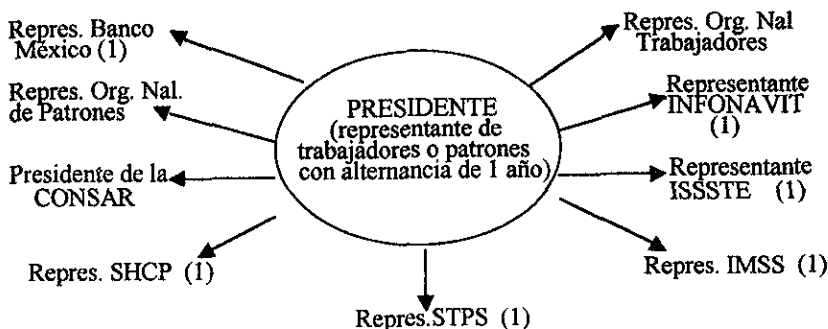 Repres. Banco
México (1)
Repres. Org. Nal.
de Patrones
Presidente de la
CONSAR
Repres. SHCP (1)
PRESIDENTE
(representante de
trabajadores o patrones
con alternancia de 1 año)
Repres.STPS (1)
Repres. Org. Nal
Trabajadores
Representante
INFONAVIT
(1)
Representante
ISSSTE (1)
Repres. IMSS (1)